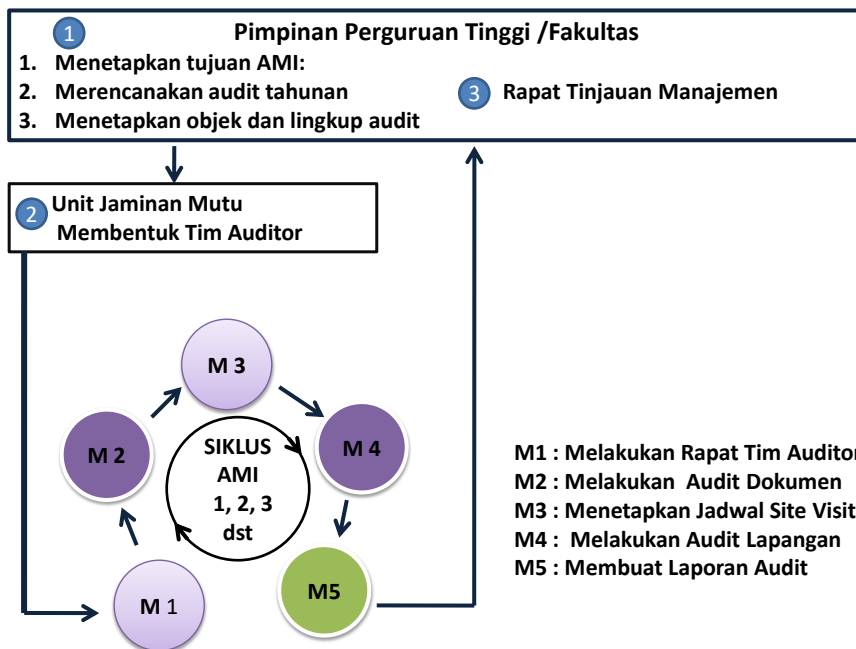 1
Pimpinan Perguruan Tinggi /Fakultas
1. Menetapkan tujuan AMI:
2. Merencanakan audit tahunan
3. Menetapkan objek dan lingkup audit
3 Rapat Tinjauan Manajemen
2
Unit Jaminan Mutu
Membentuk Tim Auditor
M 3
M 2
M 4
SIKLUS
AMI
1, 2, 3
dst
M 1
M5
M1 : Melakukan Rapat Tim Auditor
M2 : Melakukan Audit Dokumen
M3 : Menetapkan Jadwal Site Visit
M4 : Melakukan Audit Lapangan
M5 : Membuat Laporan Audit